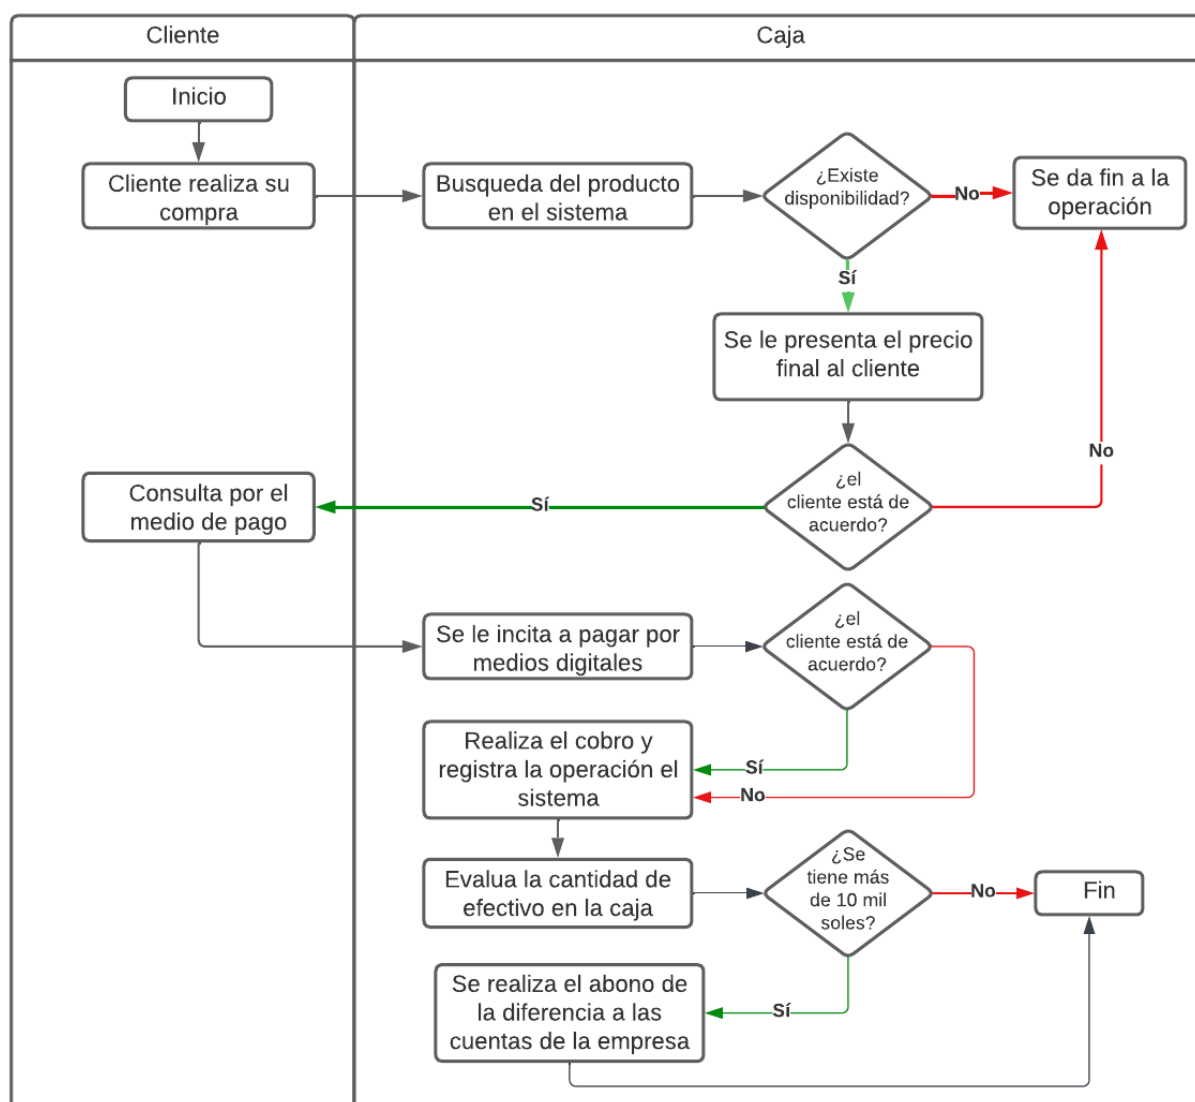 Cliente
Caja
Inicio
Cliente realiza su
compra
Busqueda del producto
en el sistema
¿Existe
disponibilidad?
No
Se da fin a la
operación
Sí
Se le presenta el precio
final al cliente
¿el
cliente está de
acuerdo?
No
Sí
Consulta por el
medio de pago
Se le incita a pagar por
medios digitales
¿el
cliente está de
acuerdo?
Sí
No
Realiza el cobro y
registra la operación el
sistema
Evalua la cantidad de
efectivo en la caja
¿Se
tiene más
de 10 mil
soles?
No
Fin
Sí
Se realiza el abono de
la diferencia a las
cuentas de la empresa